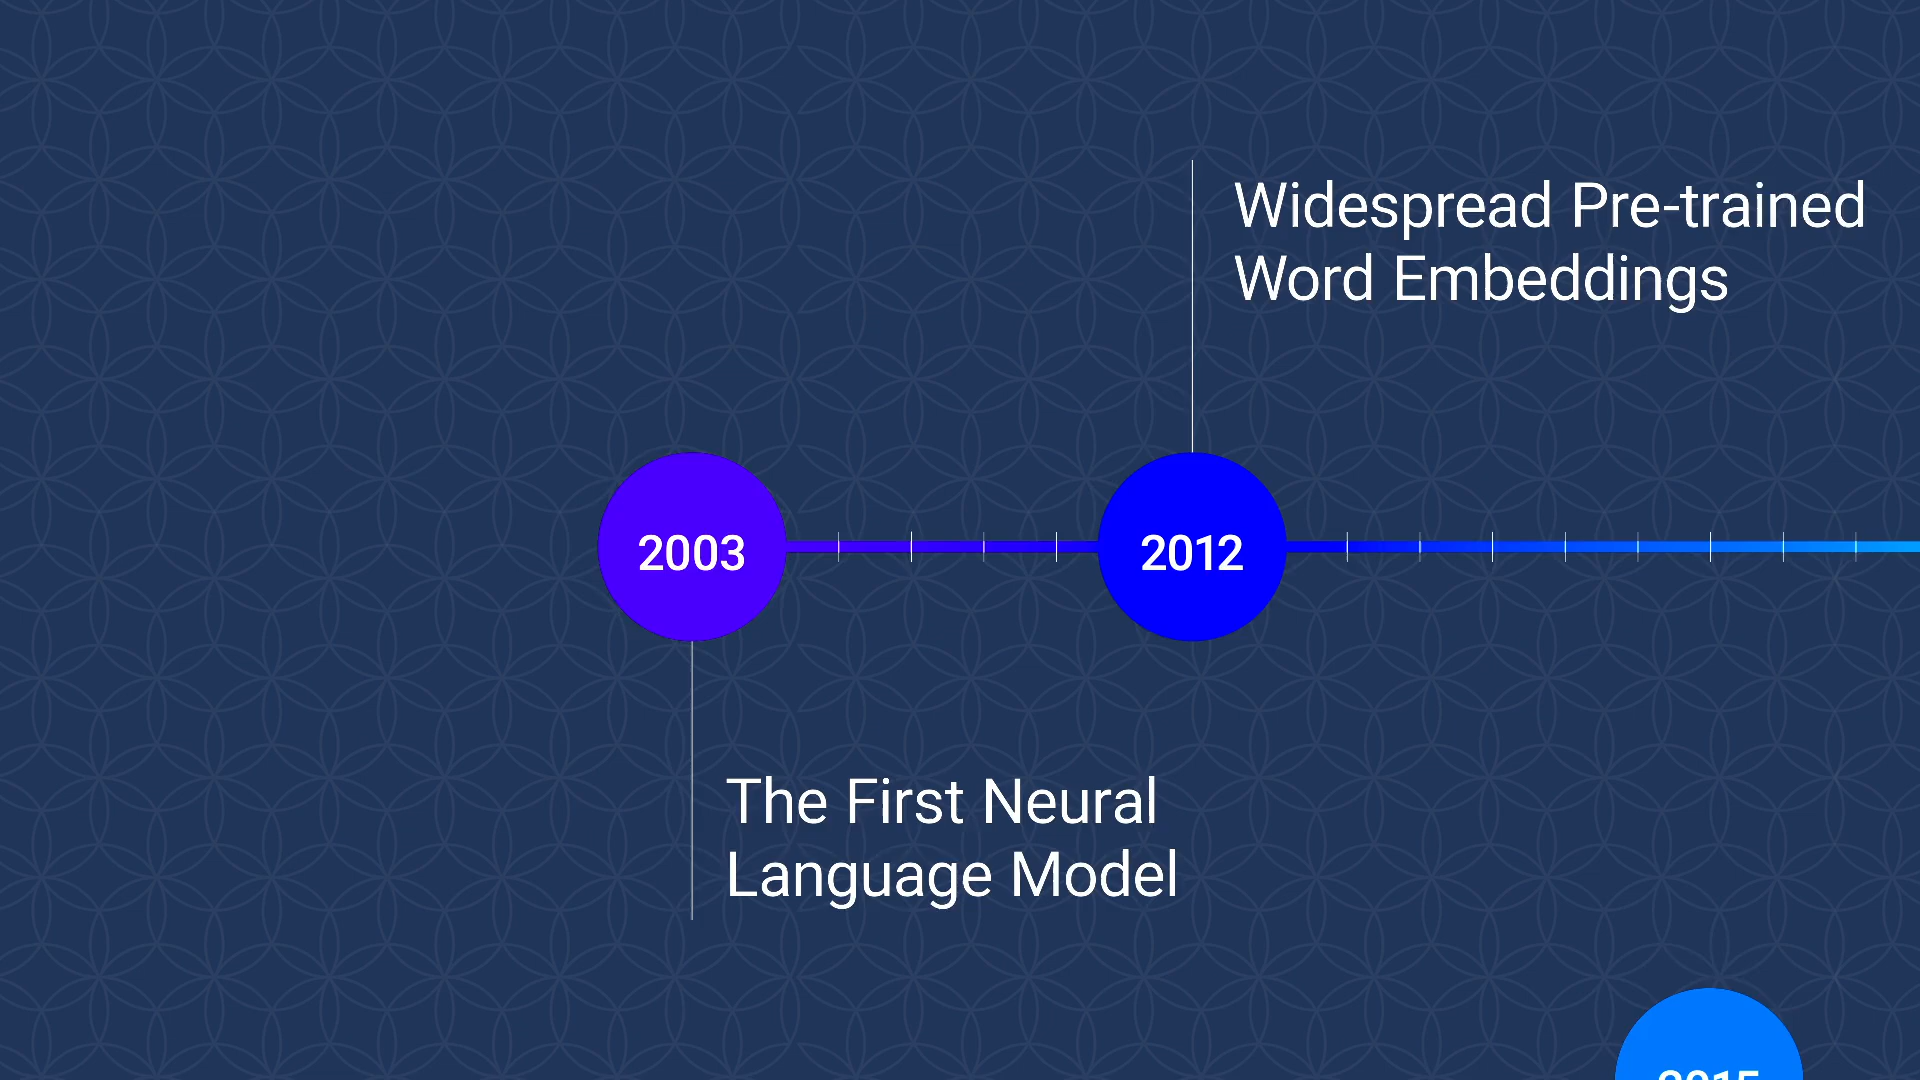 Widespread Pre-trained
Word Embeddings
2003
2012
The First Neural
Language Model